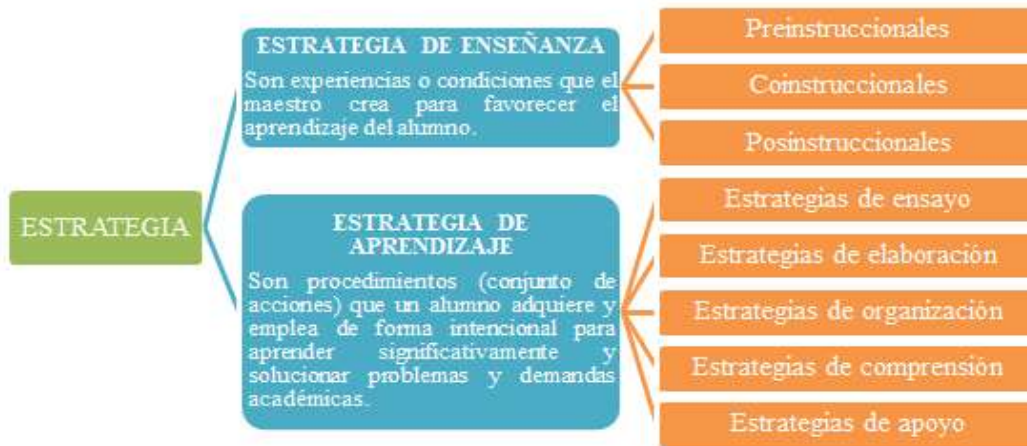 ESTRATEGIA
ESTRATEGIA DE ENSEÑANZA
Son experiencias o condiciones que el
maestro crea para favorecer el
aprendizaje del alumno.
Preinstruccionales
Coinstruccionales
Posinstruccionales
ESTRATEGIA DE
APRENDIZAJE
Son procedimientos (conjunto de
acciones) que un alumno adquiere y
emplea de forma intencional para
aprender significativamente y
solucionar problemas y demandas
académicas.
Estrategias de ensayo
Estrategias de elaboración
Estrategias de organización
Estrategias de comprensión
Estrategias de apoyo